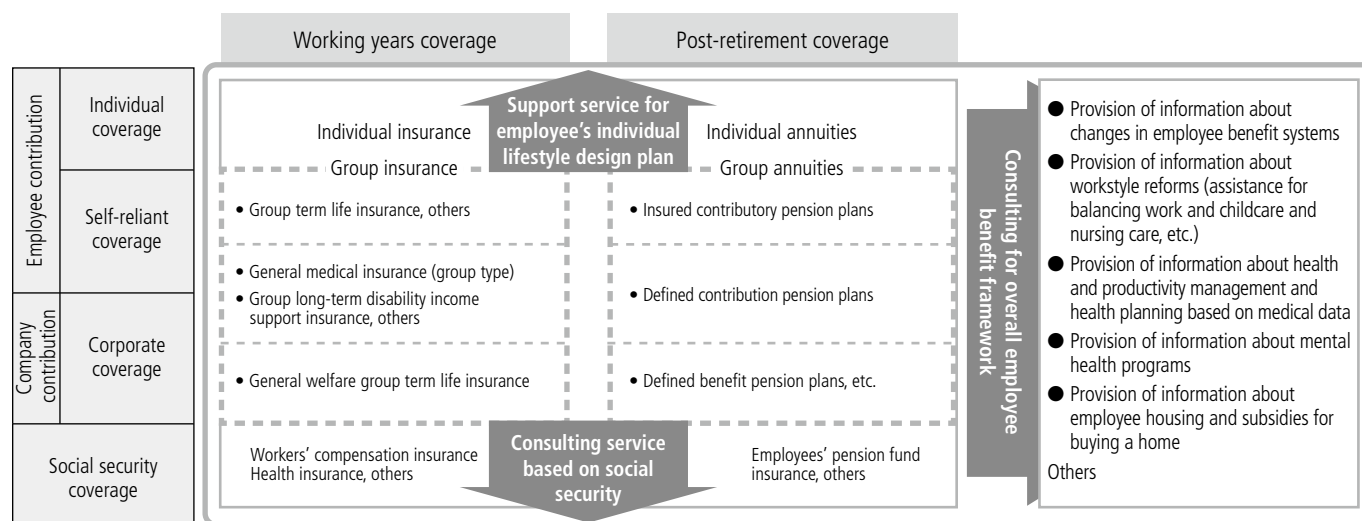 Working years coverage
Post-retirement coverage
Employee contribution
Company
contribution
Individual
coverage
Self-reliant
coverage
Corporate
coverage
Social security
coverage
Individual insurance
Support service for
employee’s individual
lifestyle design plan
Individual annuities
Group insurance
Group annuities
• Group term life insurance, others
• Insured contributory pension plans
• General medical insurance (group type)
• Group long-term disability income
support insurance, others
• Defined contribution pension plans
• General welfare group term life insurance
• Defined benefit pension plans, etc.
Workers’ compensation insurance
Health insurance, others
Consulting service
based on social
security
Employees’ pension fund
insurance, others
Consulting for overall employee
benefit framework
● Provision of information about
changes in employee benefit systems
● Provision of information about
workstyle reforms (assistance for
balancing work and childcare and
nursing care, etc.)
● Provision of information about health
and productivity management and
health planning based on medical data
● Provision of information about mental
health programs
● Provision of information about
employee housing and subsidies for
buying a home
Others